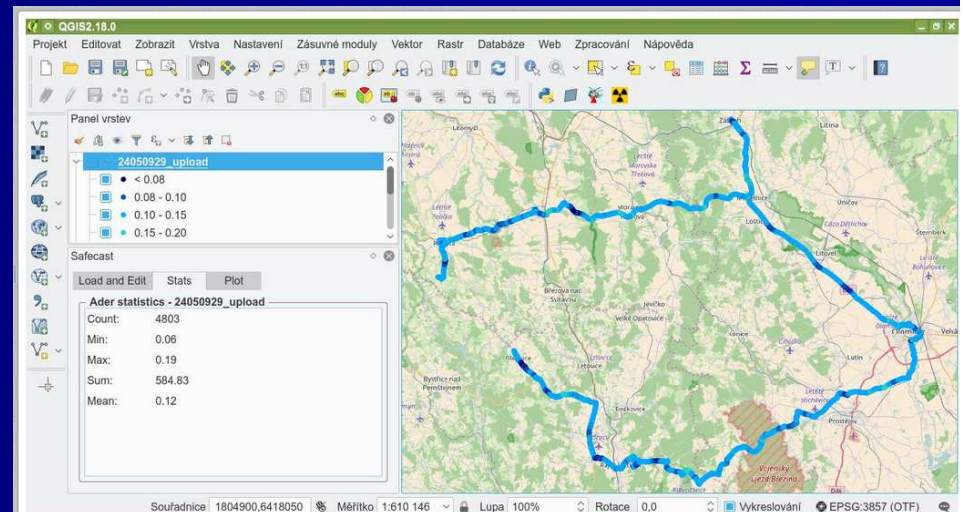 QGIS2.18.0
Projekt Editovat Zobrazit Vrstva Nastavení Zásuvné moduly Vektor Rastr Databáze Web Zpracování Nápověda
Panel vrstev
24050929_upload
< 0.08
0.08 - 0.10
0.10 - 0.15
0.15 - 0.20
Safecast
Load and Edit Stats Plot
Ader statistics - 24050929_upload
Count: 4803
Min: 0.06
Max: 0.19
Sum: 584.83
Mean: 0.12
Litomyšl
Litina
Letiště
Moravská
Třebová
Uničov
Šternberk
Litovel
Březová nad
Svitavou
Jevíčko
Velké Opatovice
Konice
Letovice
Lutín
Bystřice nad
Pernštejnem
Boskovice
Prostějov
Vojenský
újezd Březina
Souřadnice 1804900,6418050 Měřítko 1:610 146 Lupa 100% Rotace 0,0 Vykreslování EPSG:3857 (OTF)